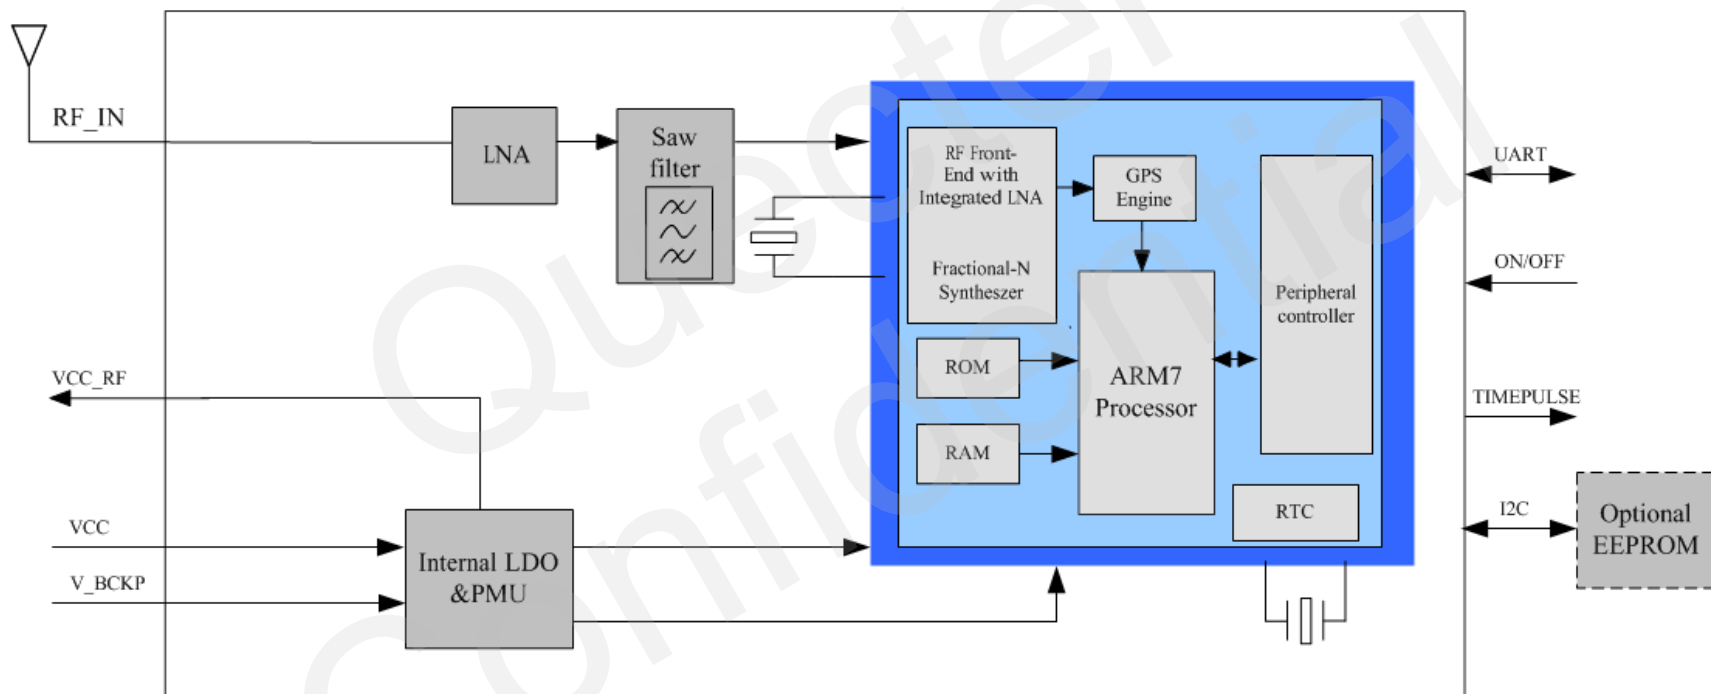 RF_IN
LNA
Saw
filter
RF Front-
End with
Integrated LNA
Fractional-N
Syntheszer
GPS
Engine
Peripheral
controller
ROM
RAM
ARM7
Processor
RTC
UART
ON/OFF
TIMEPULSE
I2C
Optional
EEPROM
VCC_RF
VCC
V_BCKP
Internal LDO
&PMU
Quectel
Confidential